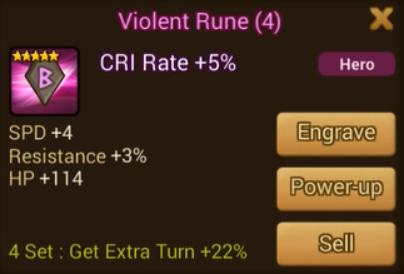 Violent Rune (4)
CRI Rate +5%
Hero
SPD +4
Resistance +3%
HP +114
Engrave
Power-up
Sell
4 Set : Get Extra Turn +22%